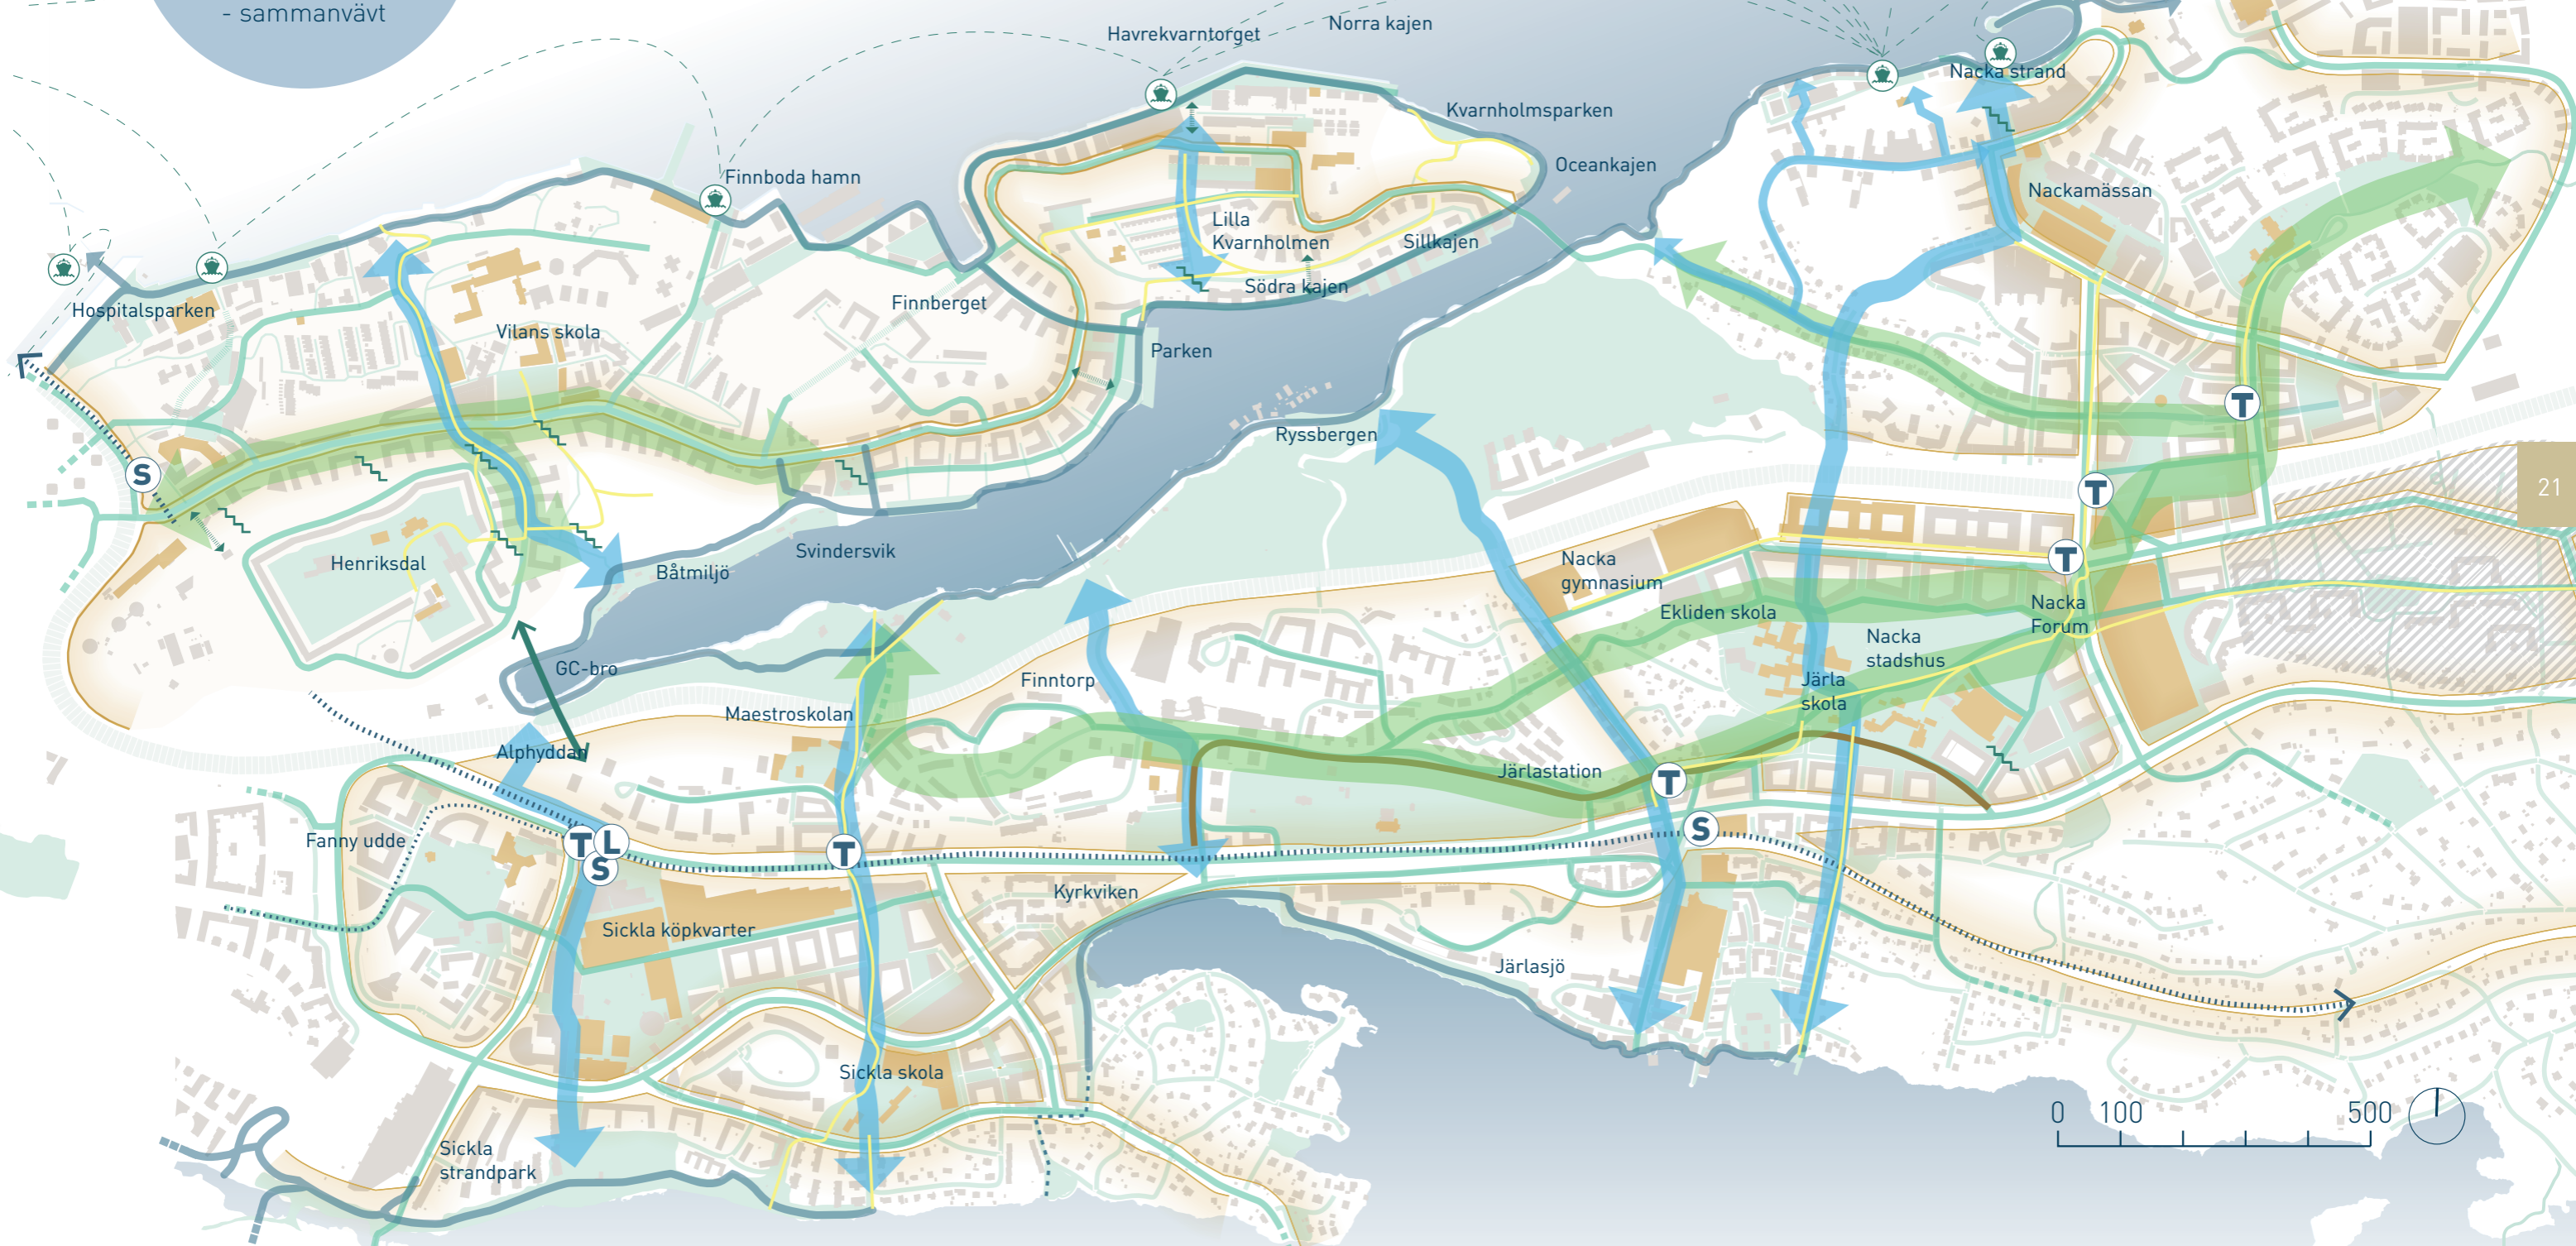 - sammanvävt
Havrekvarntorget
Norra kajen
Nacka strand
Kvarnholmsparken
Oceankajen
Finnboda hamn
Nackamässan
Lilla
Kvarnholmen
Sillkajen
Södra kajen
Finnberget
Hospitalsparken
Vilans skola
Parken
Ryssbergen
T
S
T
21
Svindersvik
Henriksdal
Båtmiljö
Nacka
gymnasium
T
Ekliden skola
Nacka
Forum
Nacka
stadshus
GC-bro
Finntorp
Järla
skola
Maestroskolan
Alphyddan
Järlastation
T
Fanny udde
T
L
S
T
S
Kyrkviken
Sickla köpkvarter
Järlasjö
Sickla skola
0 100 500
Sickla
strandpark